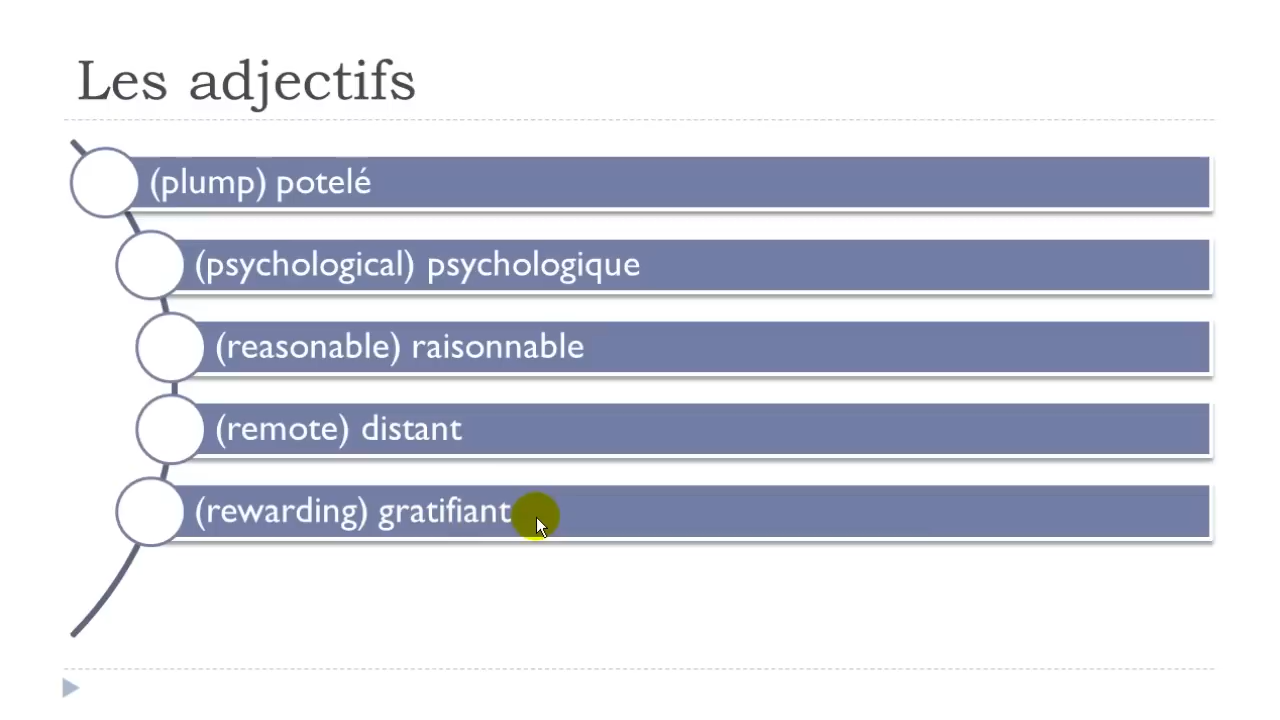 Les adjectifs
(plump) potelé
(psychological) psychologique
(reasonable) raisonnable
(remote) distant
(rewarding) gratifiant